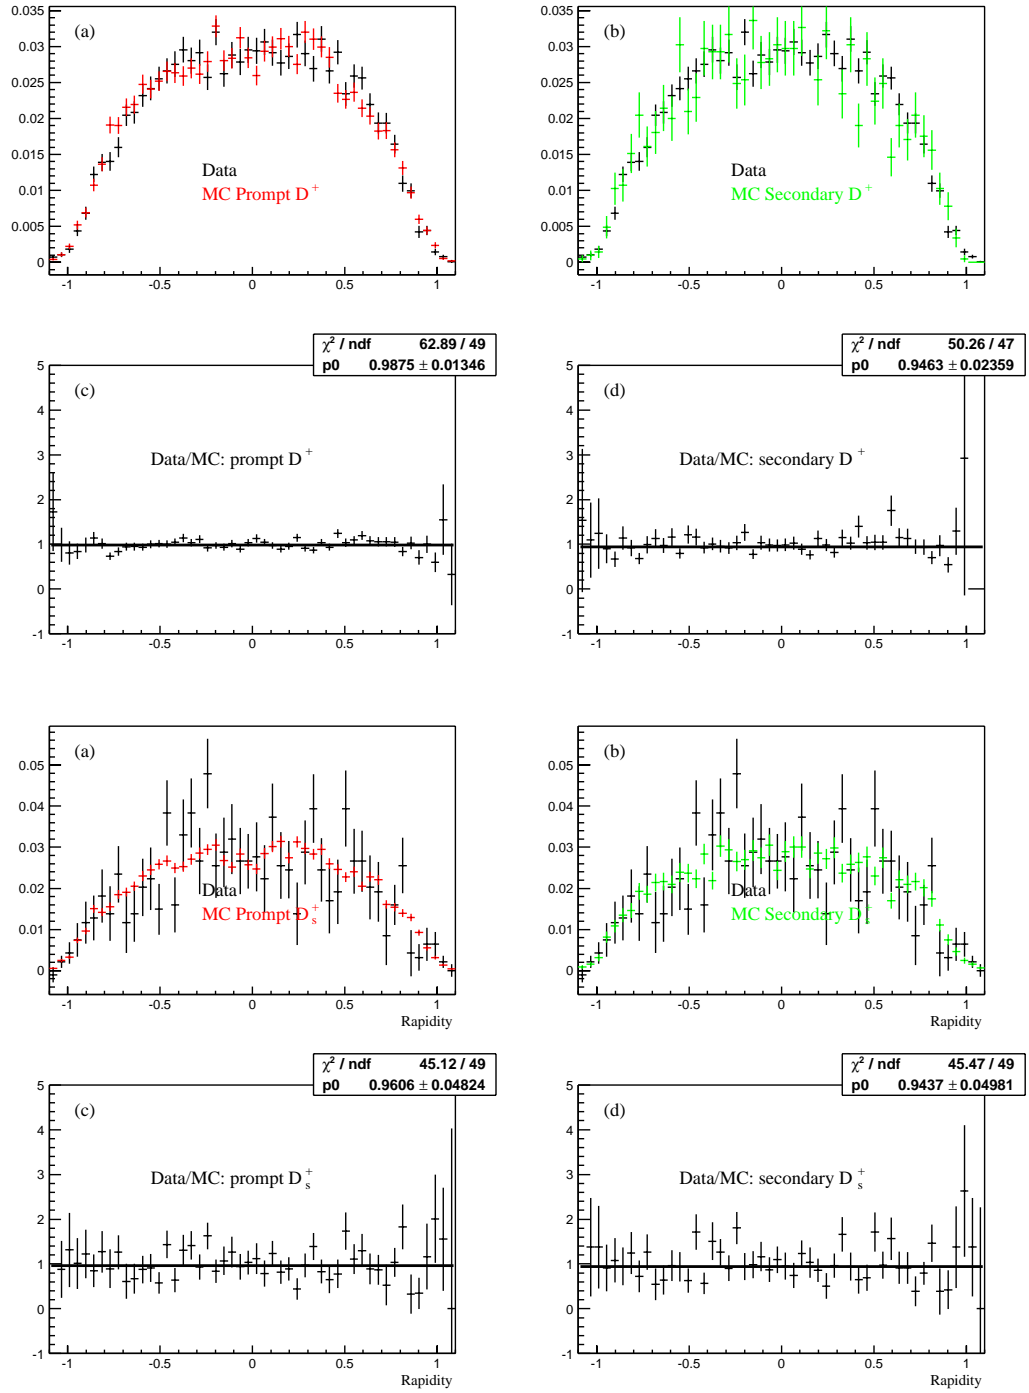 0.035
0.03
0.025
0.02
0.015
0.01
0.005
0
(a)
Data
MC Prompt D+
-1 -0.5 0 0.5 1
0.035
0.03
0.025
0.02
0.015
0.01
0.005
0
(b)
Data
MC Secondary D+
-1 -0.5 0 0.5 1
χ2 / ndf 62.89 / 49
p0 0.9875 ± 0.01346
5
4
3
2
1
0
-1
(c)
Data/MC: prompt D+
-1 -0.5 0 0.5 1
χ2 / ndf 50.26 / 47
p0 0.9463 ± 0.02359
5
4
3
2
1
0
-1
(d)
Data/MC: secondary D+
-1 -0.5 0 0.5 1
0.05
0.04
0.03
0.02
0.01
0
(a)
Data
MC Prompt Ds+
-1 -0.5 0 0.5 1
Rapidity
0.05
0.04
0.03
0.02
0.01
0
(b)
Data
MC Secondary Ds+
-1 -0.5 0 0.5 1
Rapidity
χ2 / ndf 45.12 / 49
p0 0.9606 ± 0.04824
5
4
3
2
1
0
-1
(c)
Data/MC: prompt Ds+
-1 -0.5 0 0.5 1
Rapidity
χ2 / ndf 45.47 / 49
p0 0.9437 ± 0.04981
5
4
3
2
1
0
-1
(d)
Data/MC: secondary Ds+
-1 -0.5 0 0.5 1
Rapidity